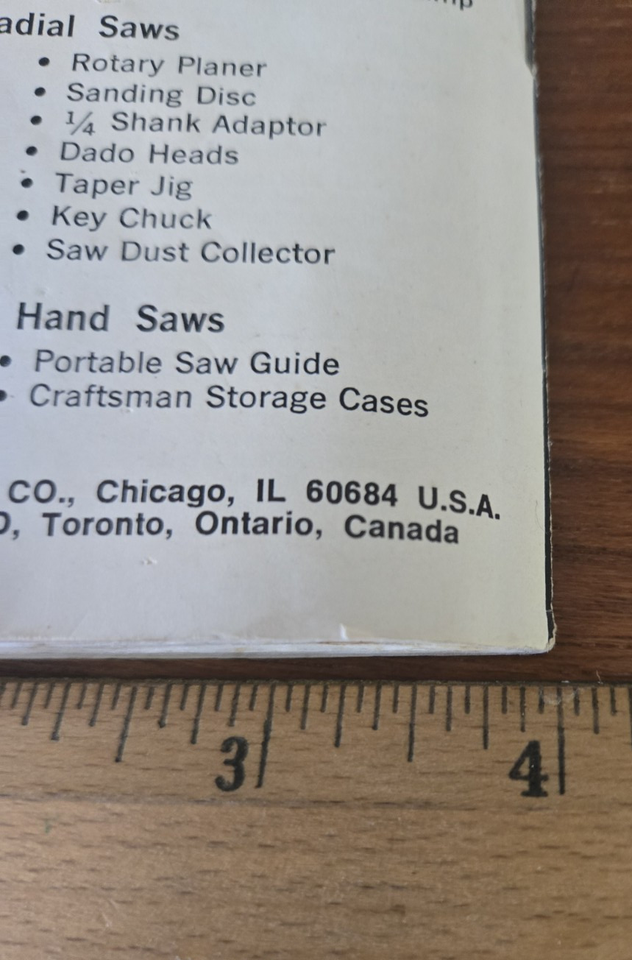 adial Saws
• Rotary Planer
• Sanding Disc
• ¼ Shank Adaptor
• Dado Heads
• Taper Jig
• Key Chuck
• Saw Dust Collector
Hand Saws
• Portable Saw Guide
• Craftsman Storage Cases
CO., Chicago, IL 60684 U.S.A.
, Toronto, Ontario, Canada
3 4